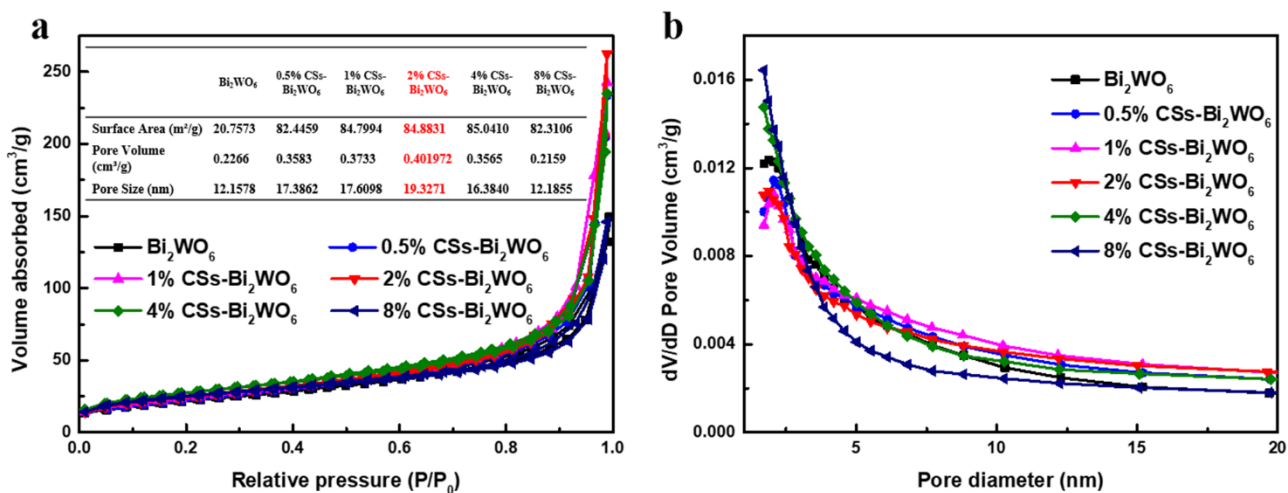 a
Bi₂WO₆ 0.5% CSs-Bi₂WO₆ 1% CSs-Bi₂WO₆ 2% CSs-Bi₂WO₆ 4% CSs-Bi₂WO₆ 8% CSs-Bi₂WO₆
Surface Area (m²/g) 20.7573 82.4459 84.7994 84.8831 85.0410 82.3106
Pore Volume (cm³/g) 0.2266 0.3583 0.3733 0.401972 0.3565 0.2159
Pore Size (nm) 12.1578 17.3862 17.6098 19.3271 16.3840 12.1855
Bi₂WO₆ 0.5% CSs-Bi₂WO₆
1% CSs-Bi₂WO₆ 2% CSs-Bi₂WO₆
4% CSs-Bi₂WO₆ 8% CSs-Bi₂WO₆
Volume absorbed (cm³/g)
250
200
150
100
50
0
0.0 0.2 0.4 0.6 0.8 1.0
Relative pressure (P/P₀)
b
Bi₂WO₆
0.5% CSs-Bi₂WO₆
1% CSs-Bi₂WO₆
2% CSs-Bi₂WO₆
4% CSs-Bi₂WO₆
8% CSs-Bi₂WO₆
dV/dD Pore Volume (cm³/g)
0.016
0.012
0.008
0.004
0.000
5 10 15 20
Pore diameter (nm)